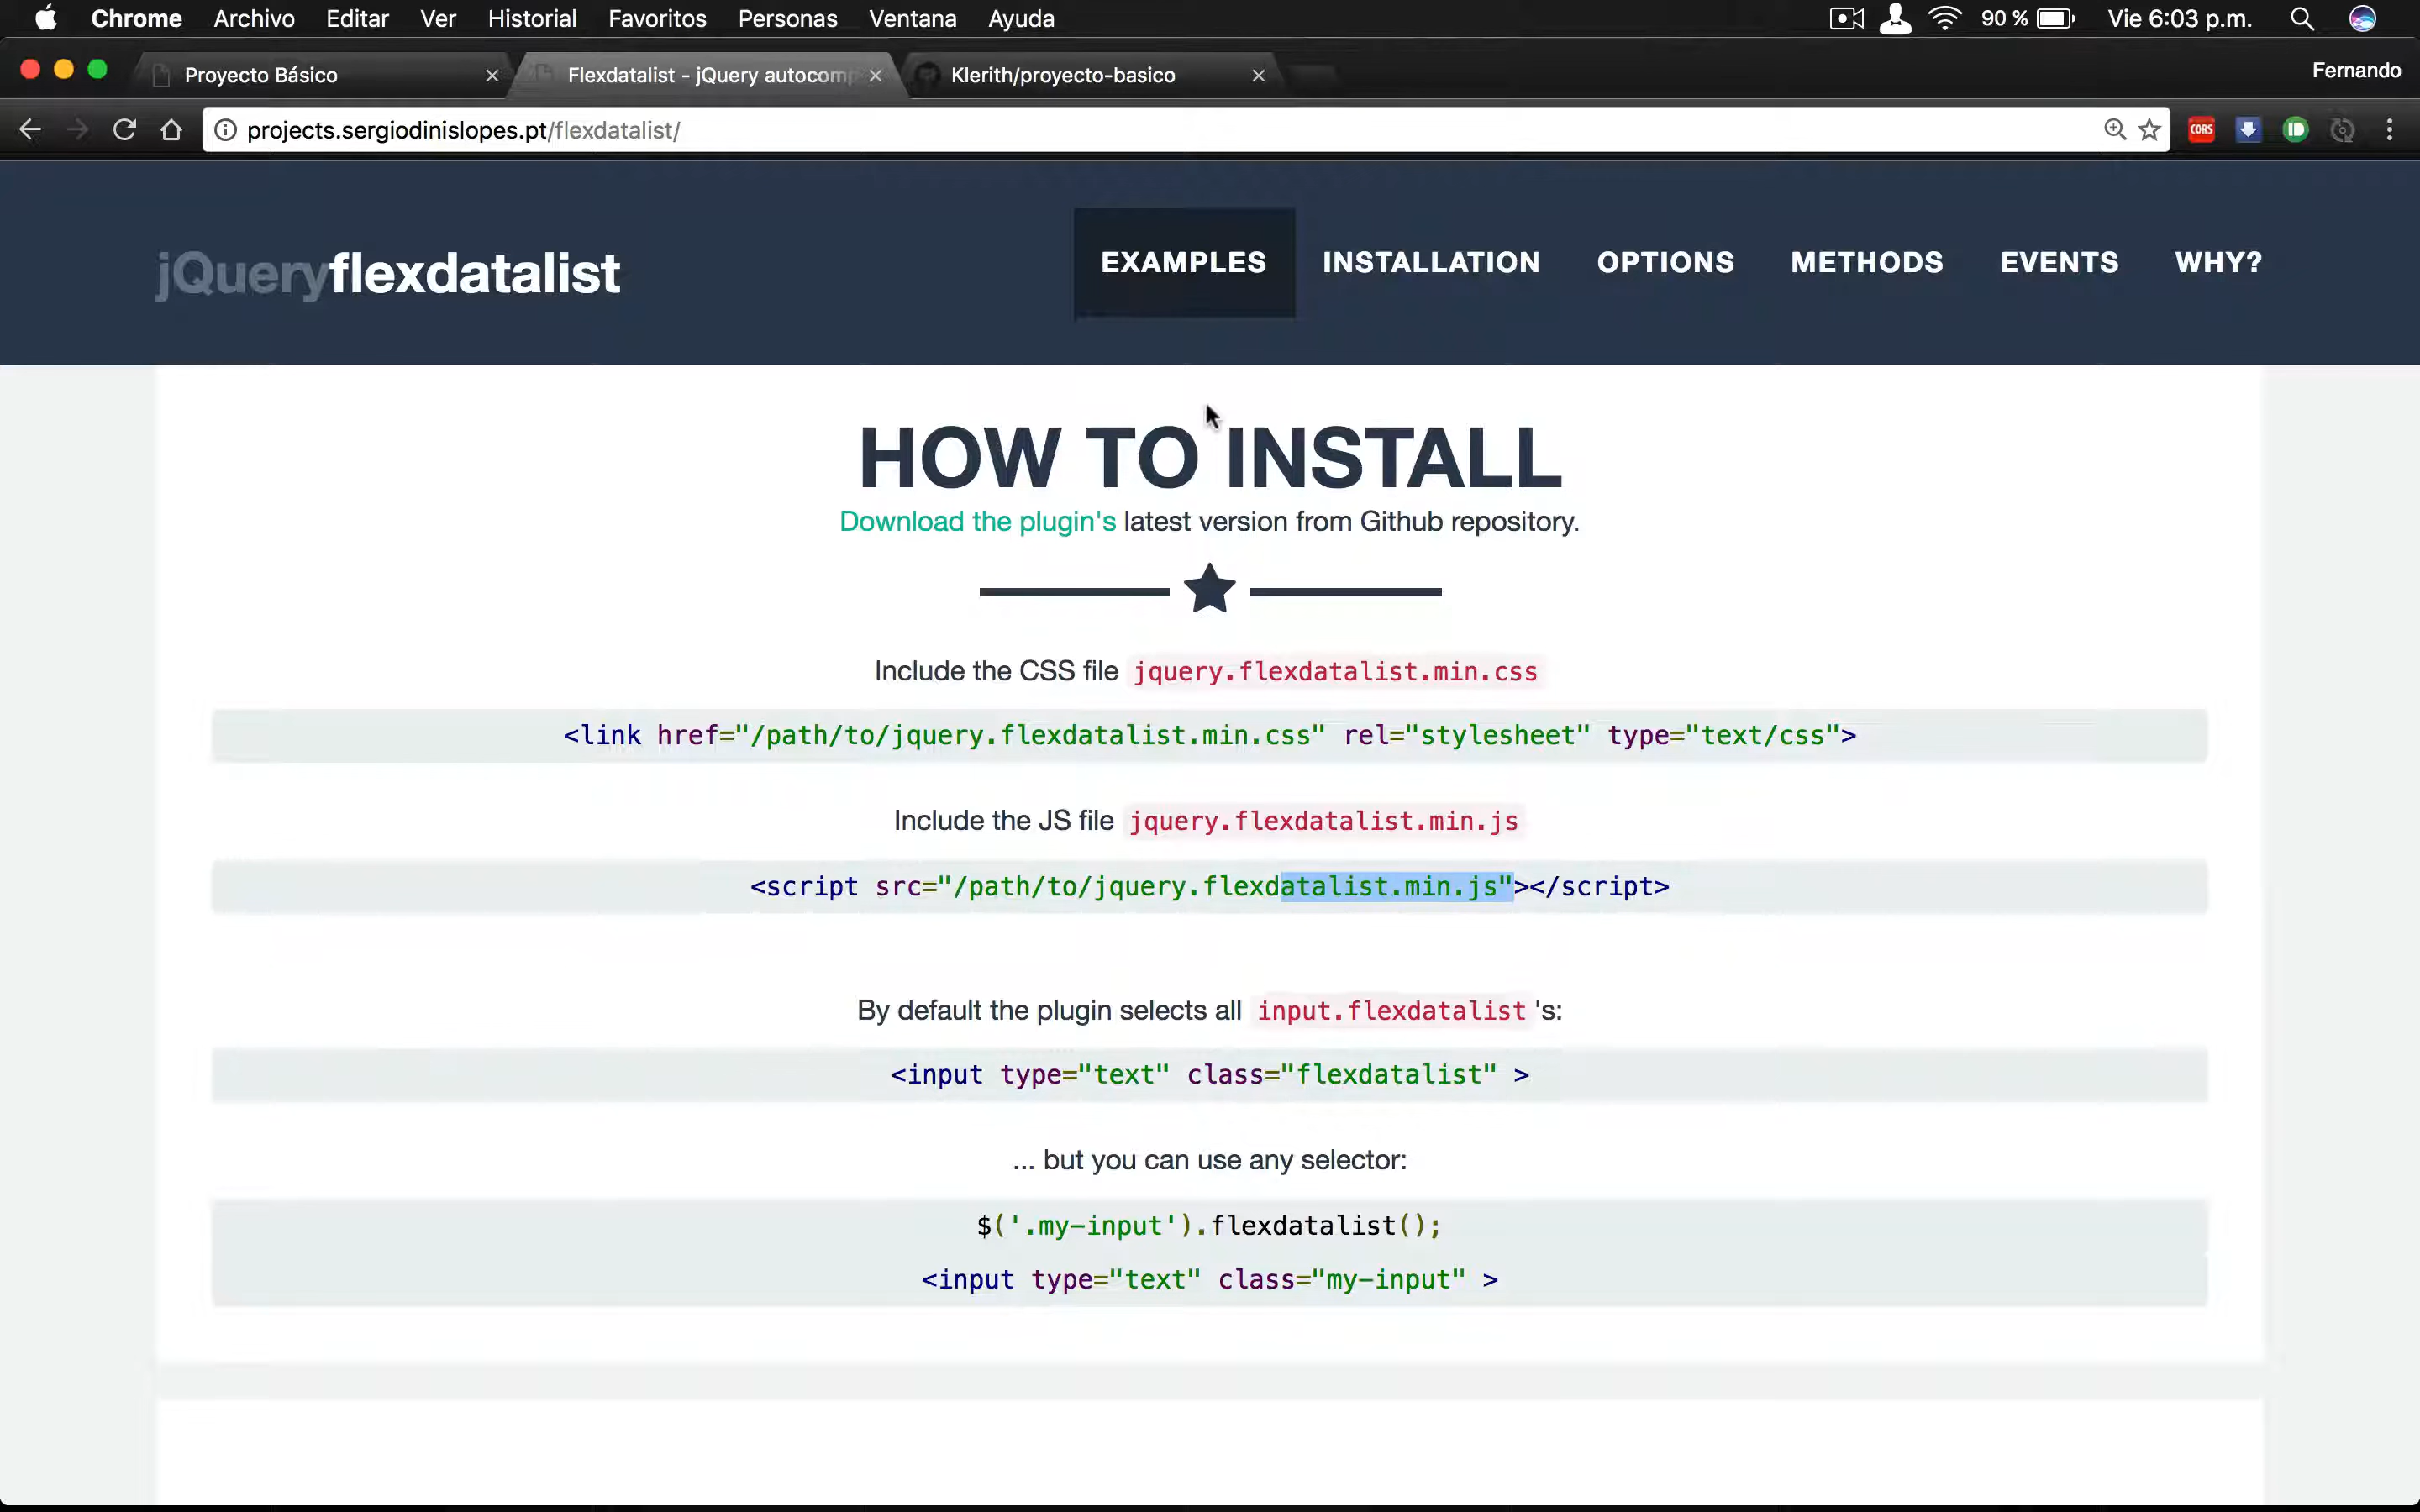 Chrome Archivo Editar Ver Historial Favoritos Personas Ventana Ayuda 90 % Vie 6:03 p.m.
Proyecto Básico Flexdatalist - jQuery autocomp Klerith/proyecto-basico Fernando
projects.sergiodinislopes.pt/flexdatalist/ CORS
jQueryflexdatalist EXAMPLES INSTALLATION OPTIONS METHODS EVENTS WHY?
HOW TO INSTALL
Download the plugin's latest version from Github repository.
Include the CSS file jquery.flexdatalist.min.css
<link href="/path/to/jquery.flexdatalist.min.css" rel="stylesheet" type="text/css">
Include the JS file jquery.flexdatalist.min.js
<script src="/path/to/jquery.flexdatalist.min.js"></script>
By default the plugin selects all input.flexdatalist 's:
<input type="text" class="flexdatalist" >
... but you can use any selector:
$('.my-input').flexdatalist();
<input type="text" class="my-input" >